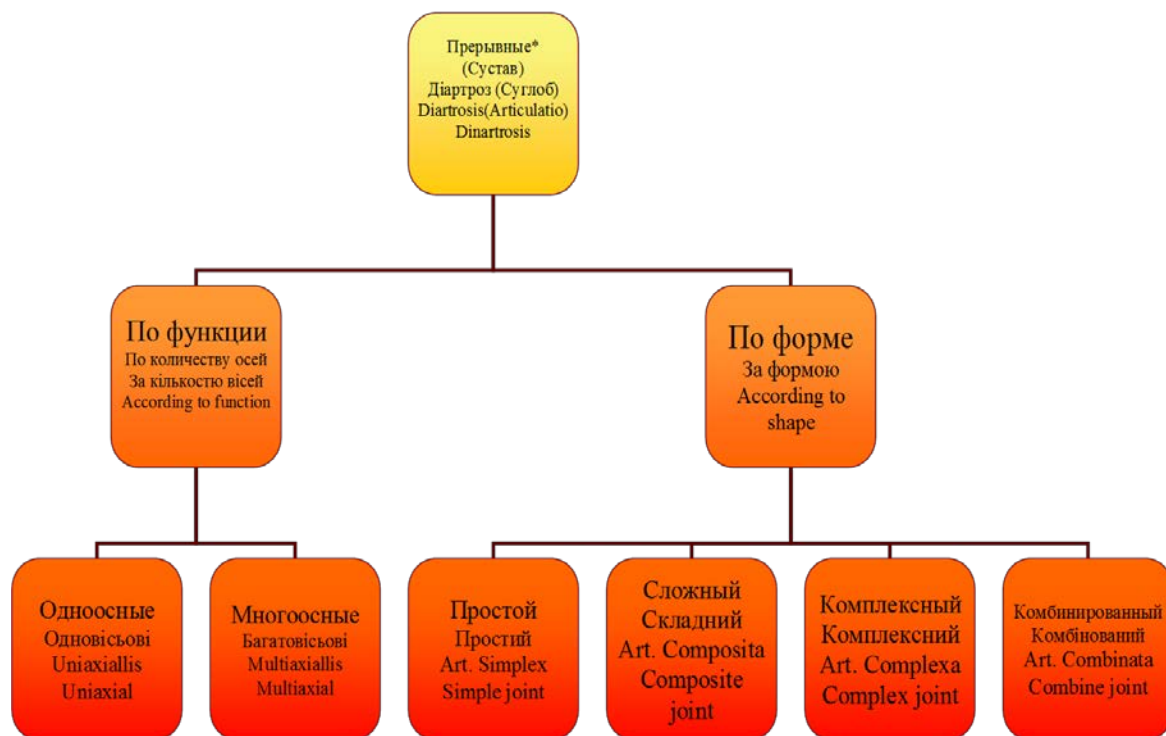 Прерывные*
(Сустав)
Діартроз (Суглоб)
Diartrosis(Articulatio)
Dinartrosis
По функции
По количеству осей
За кількостю вісей
According to function
По форме
За формою
According to
shape
Одноосные
Одновісьові
Uniaxiallis
Uniaxial
Многоосные
Багатовісьові
Multiaxiallis
Multiaxial
Простой
Простий
Art. Simplex
Simple joint
Сложный
Складний
Art. Composita
Composite
joint
Комплексный
Комплексний
Art. Complexa
Complex joint
Комбинированный
Комбінований
Art. Combinata
Combine joint